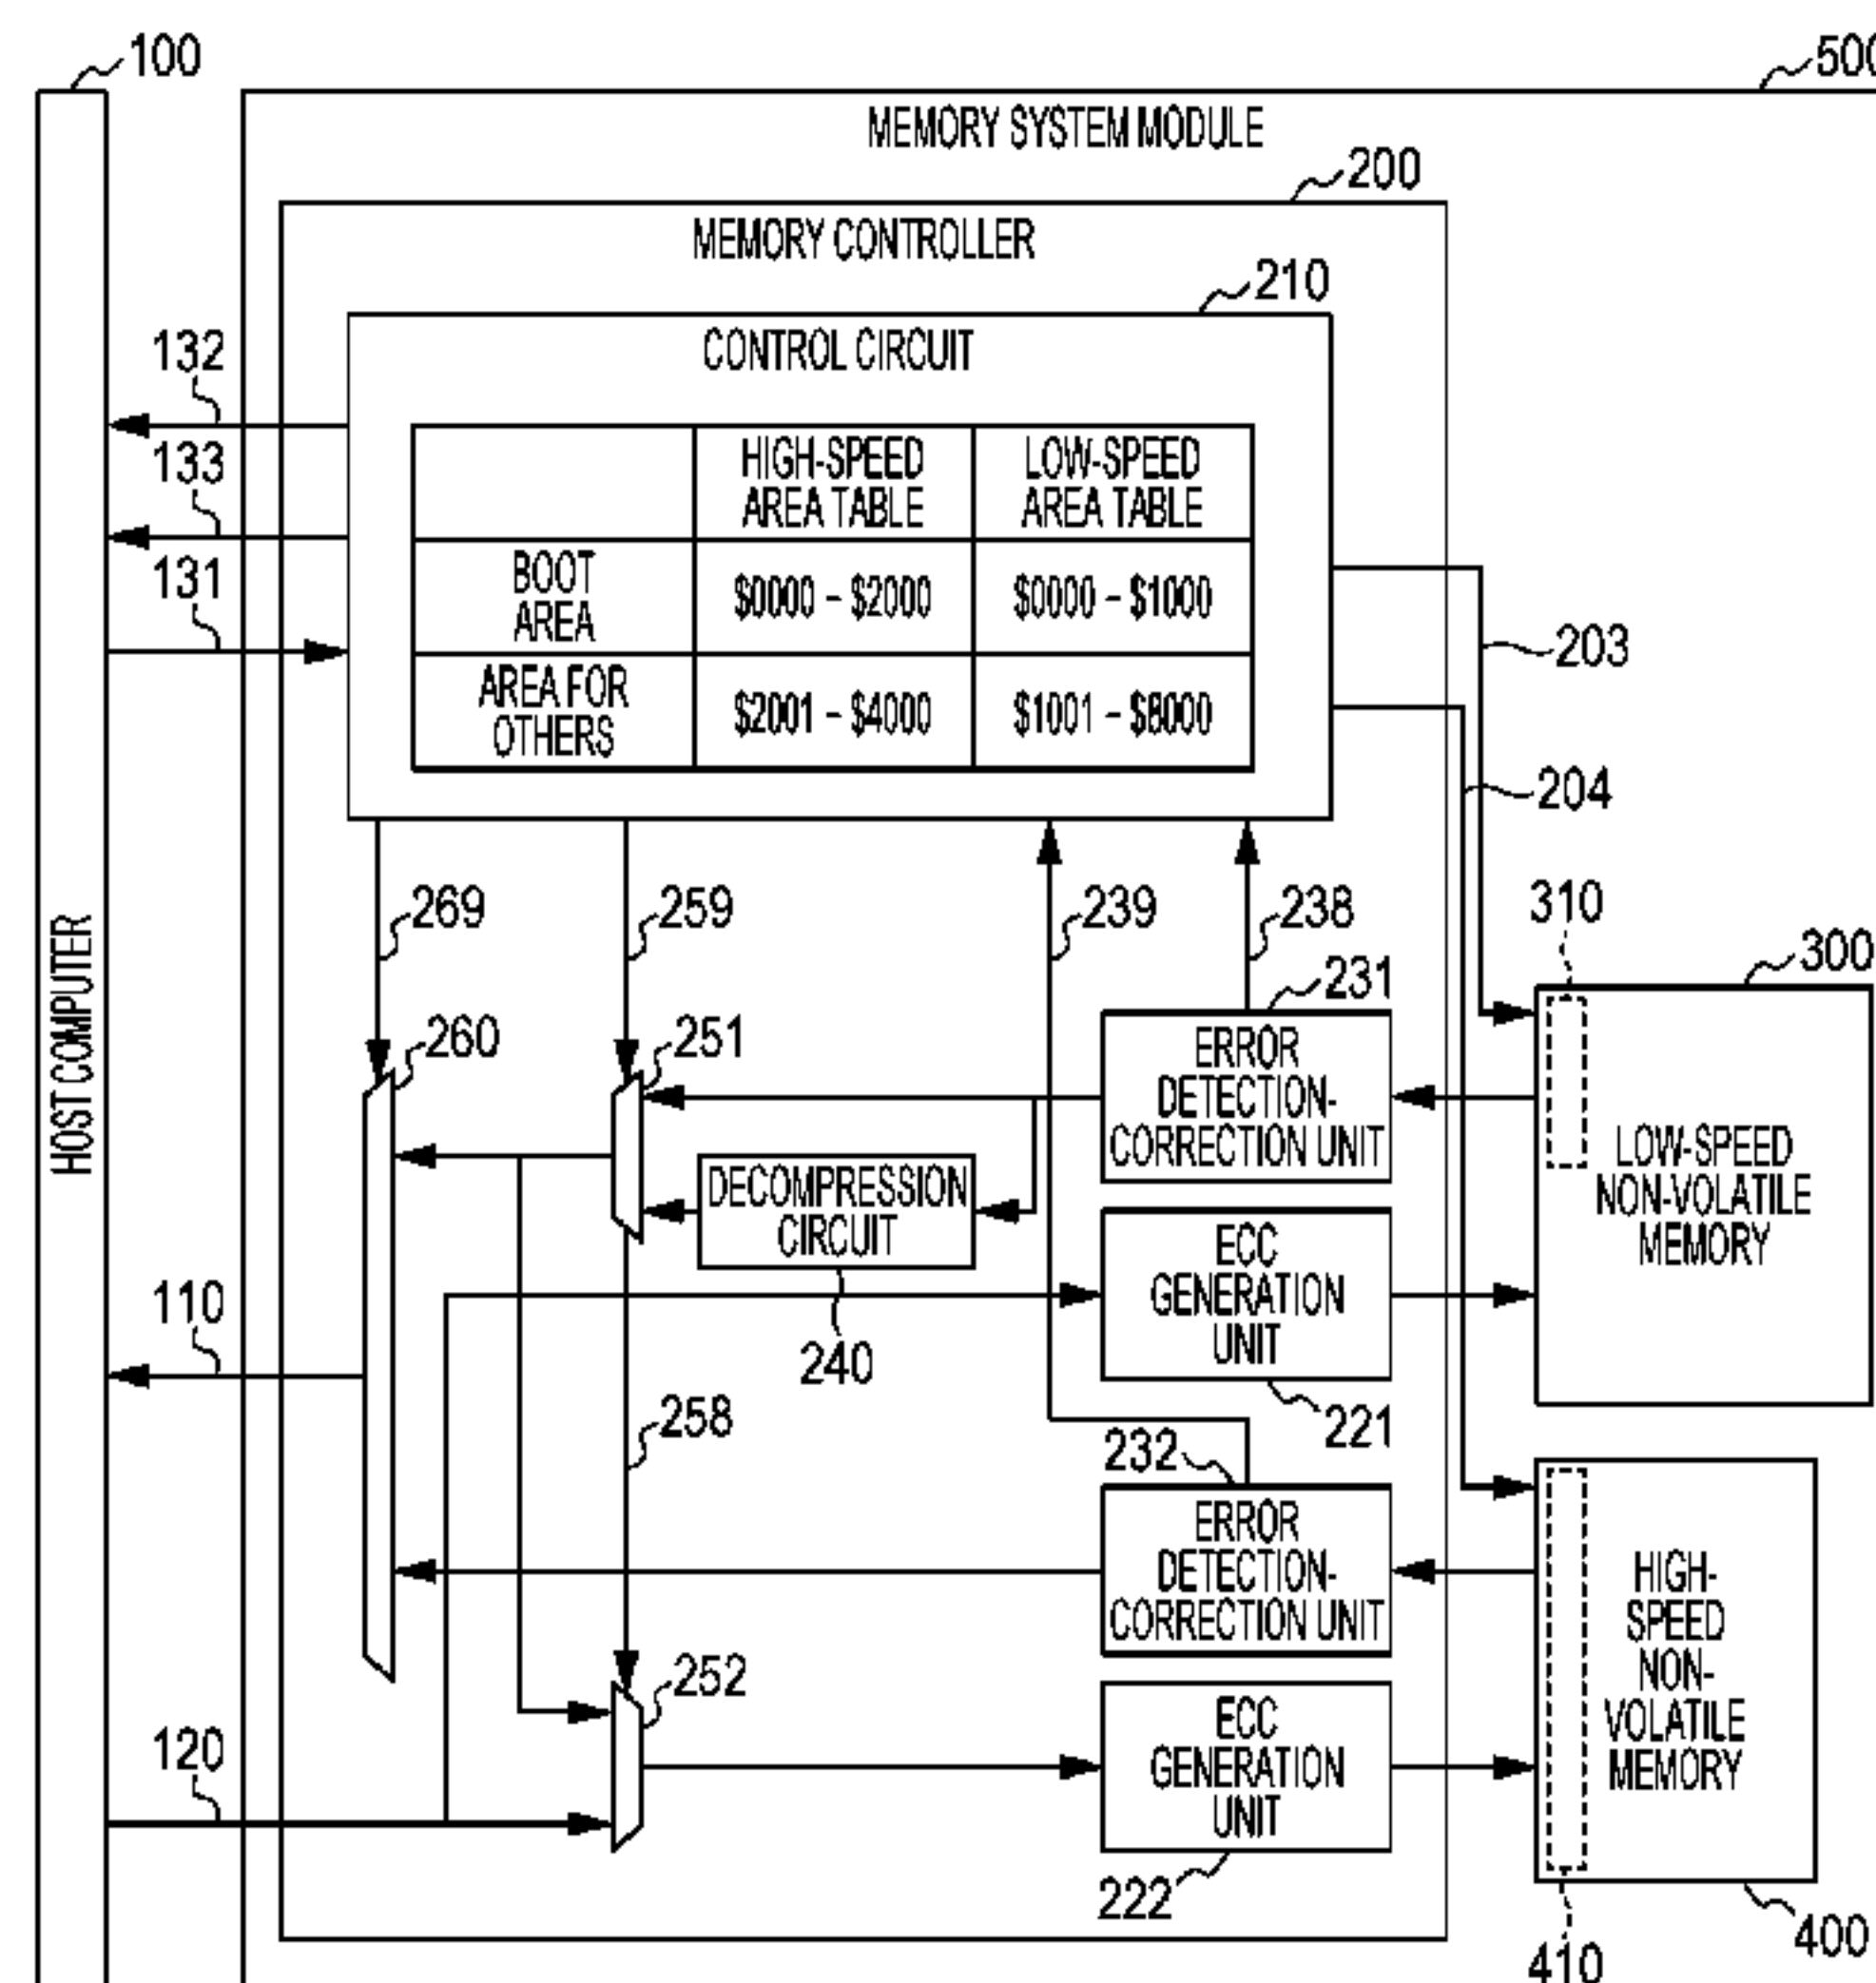 100
500
MEMORY SYSTEM MODULE
200
MEMORY CONTROLLER
210
CONTROL CIRCUIT
132
133
131
HIGH-SPEED
AREA TABLE
LOW-SPEED
AREA TABLE
BOOT
AREA
$0000 – $2000
$0000 – $1000
AREA FOR
OTHERS
$2001 – $4000
$1001 – $8000
203
204
269
259
239
238
310
300
231
260
251
HOST COMPUTER
ERROR
DETECTION-
CORRECTION UNIT
LOW-SPEED
NON-VOLATILE
MEMORY
DECOMPRESSION
CIRCUIT
240
ECC
GENERATION
UNIT
221
110
258
232
ERROR
DETECTION-
CORRECTION UNIT
HIGH-
SPEED
NON-
VOLATILE
MEMORY
252
ECC
GENERATION
UNIT
120
222
410
400